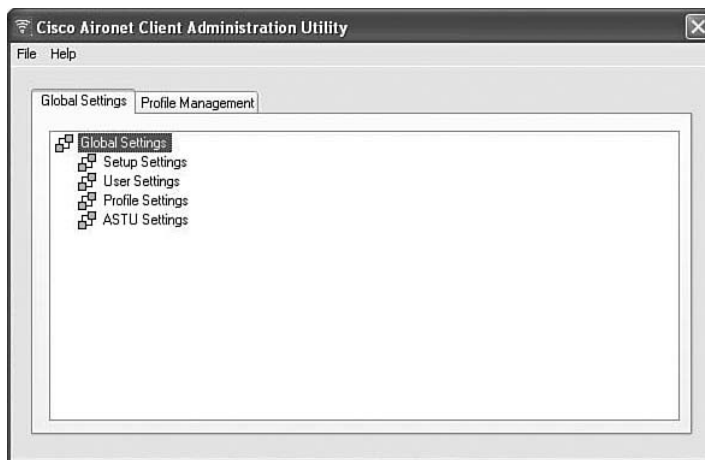 Cisco Aironet Client Administration Utility
File Help
Global Settings Profile Management
Global Settings
Setup Settings
User Settings
Profile Settings
ASTU Settings